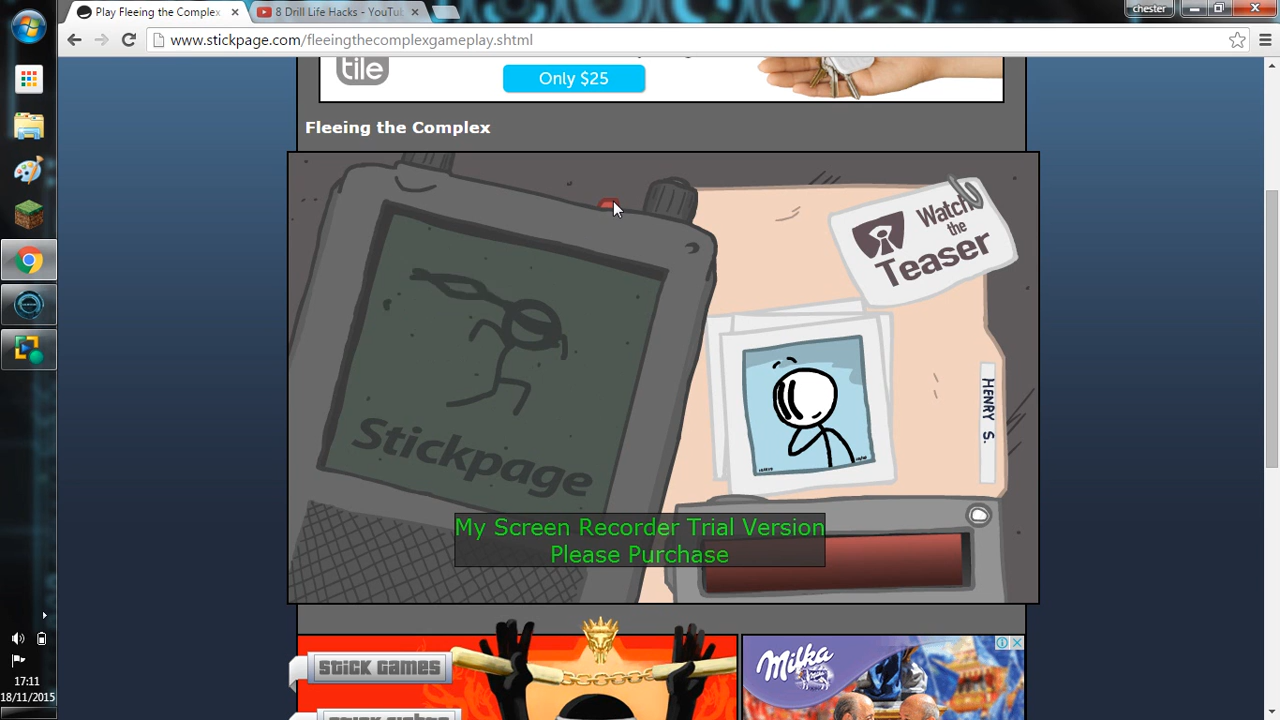 Play Fleeing the Complex
8 Drill Life Hacks - YouTu
chester
www.stickpage.com/fleeingthecomplexgameplay.shtml
tile
Only $25
Fleeing the Complex
Watch
the
Teaser
HENRY S.
Stickpage
My Screen Recorder Trial Version
Please Purchase
STICK GAMES
Milka
17:11
18/11/2015